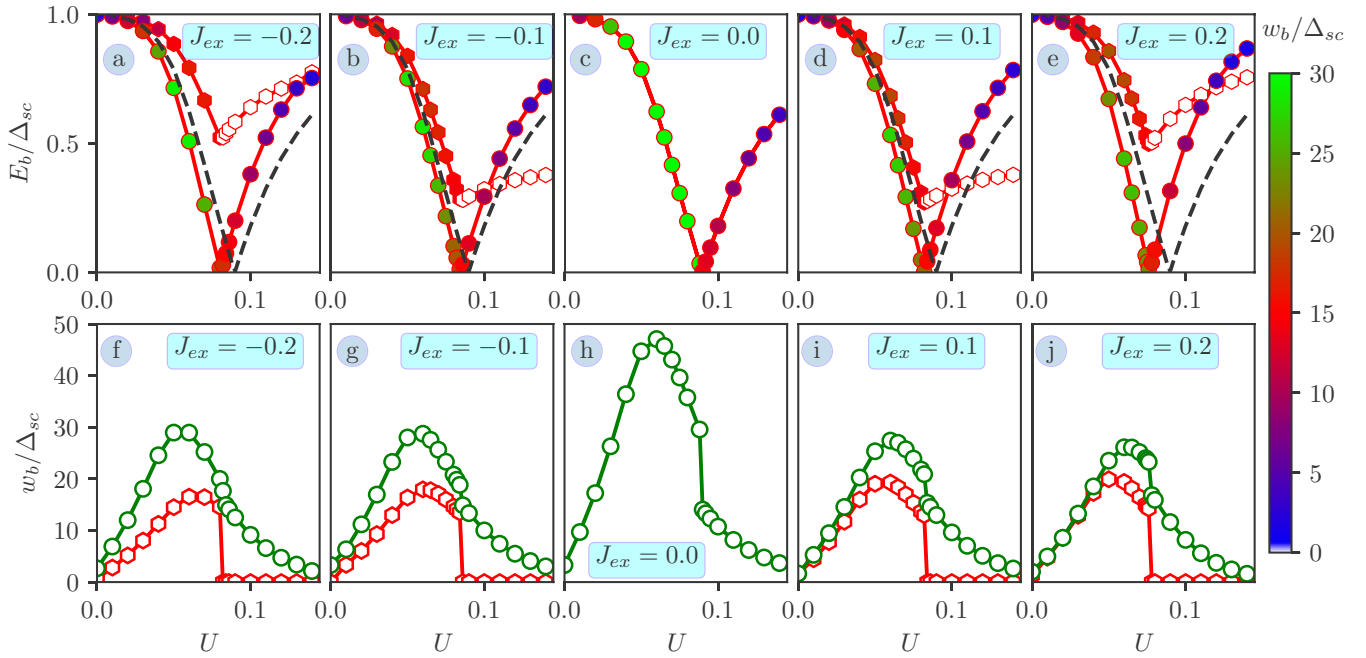 1.0
0.5
0.0
E_b/Δ_sc
a
J_ex = −0.2
b
J_ex = −0.1
c
J_ex = 0.0
d
J_ex = 0.1
e
J_ex = 0.2
w_b/Δ_sc
0.0
0.1
0.0
0.1
0.0
0.1
0.0
0.1
0.0
0.1
30
25
20
15
10
5
0
50
40
30
20
10
0
w_b/Δ_sc
f
J_ex = −0.2
g
J_ex = −0.1
h
J_ex = 0.0
i
J_ex = 0.1
j
J_ex = 0.2
0.0
0.1
0.0
0.1
0.0
0.1
0.0
0.1
0.0
0.1
U
U
U
U
U